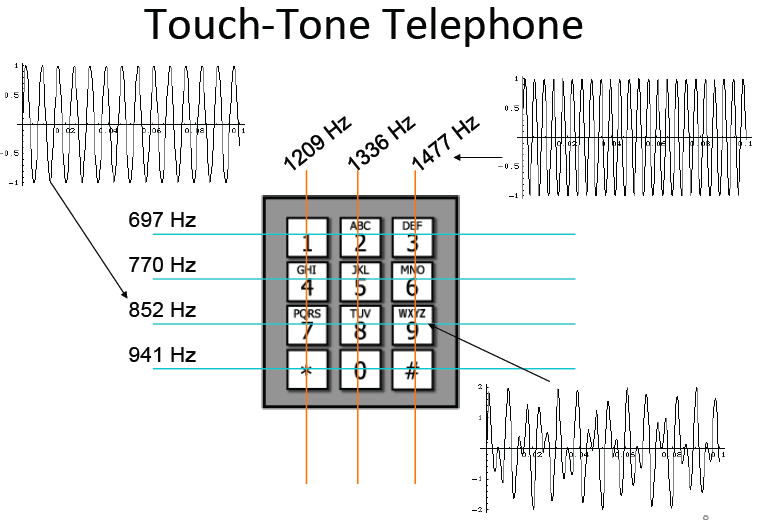 Touch-Tone Telephone
1
0.5
-0.5
-1
0.02 0.04 0.06 0.08 0.1
1209 Hz
1336 Hz
1477 Hz
1
0.5
-0.5
-1
0.02 0.04 0.06 0.08 0.1
697 Hz
1
ABC
2
DEF
3
770 Hz
GHI
4
JKL
5
MNO
6
852 Hz
PQRS
7
TUV
8
WXYZ
9
941 Hz
*
0
#
2
1
-1
-2
0.02 0.04 0.06 0.08 0.1